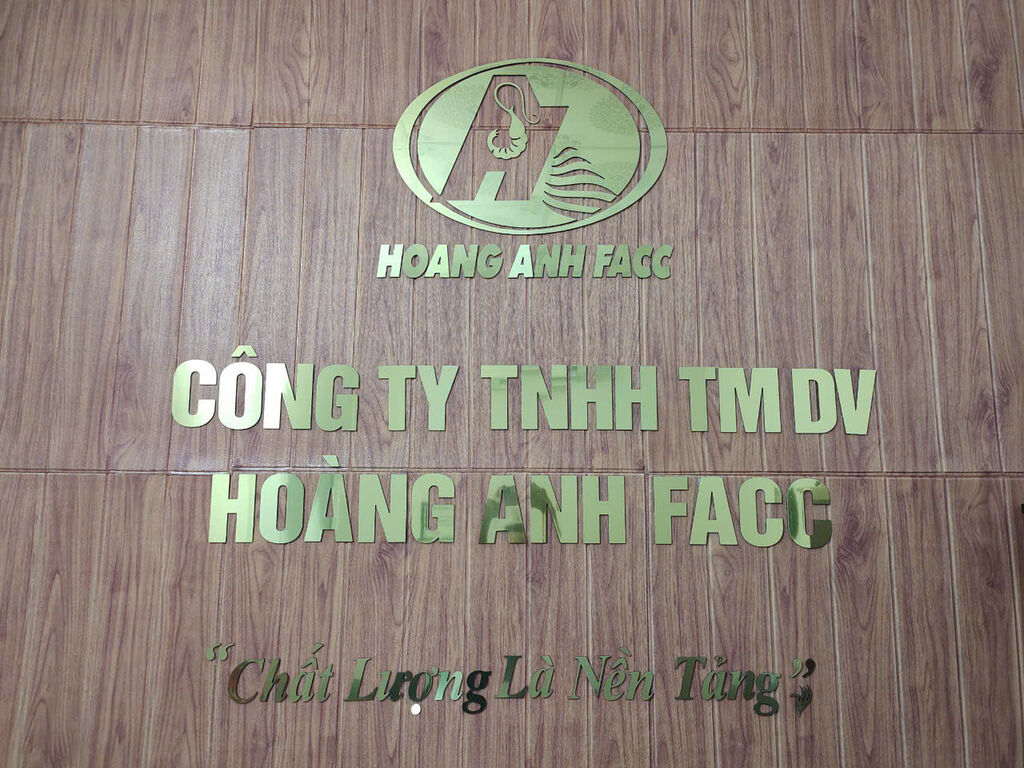 HOANG ANH FACC
CÔNG TY TNHH TM DV
HOÀNG ANH FACC
“Chất Lượng Là Nền Tảng”